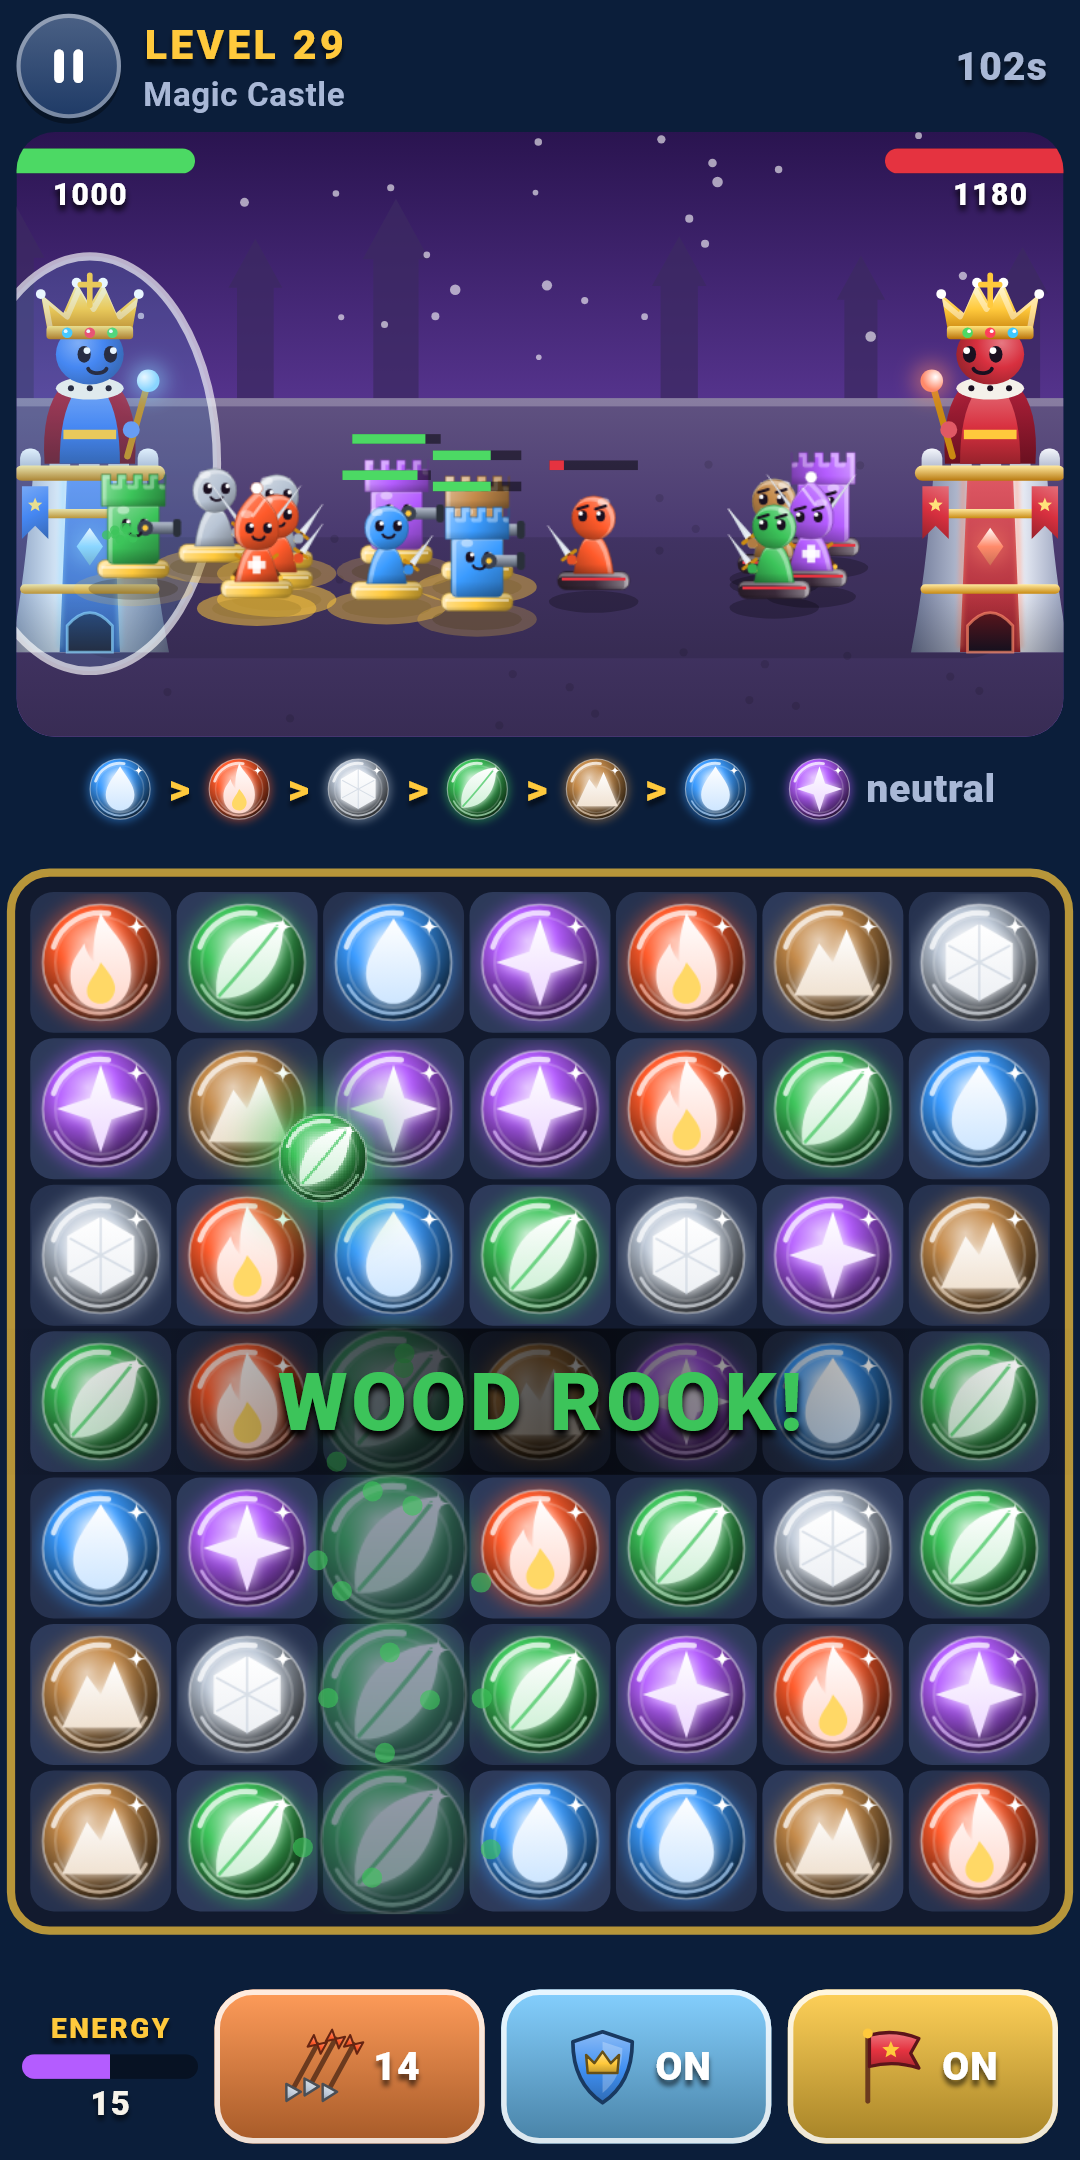 LEVEL 29
Magic Castle
102s
1000
1180
> > > > > neutral
WOOD ROOK!
ENERGY
15
14
ON
ON